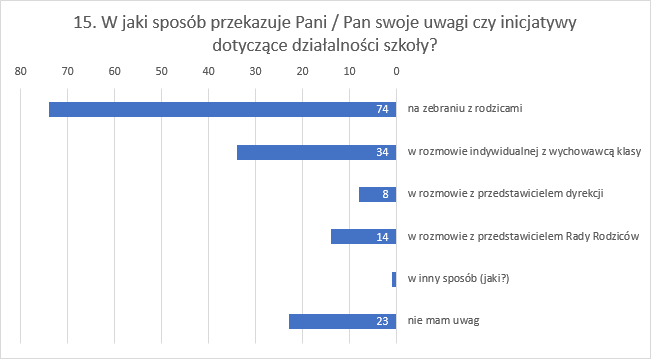 15. W jaki sposób przekazuje Pani / Pan swoje uwagi czy inicjatywy
dotyczące działalności szkoły?
80 70 60 50 40 30 20 10 0
74 na zebraniu z rodzicami
34 w rozmowie indywidualnej z wychowawcą klasy
8 w rozmowie z przedstawicielem dyrekcji
14 w rozmowie z przedstawicielem Rady Rodziców
w inny sposób (jaki?)
23 nie mam uwag